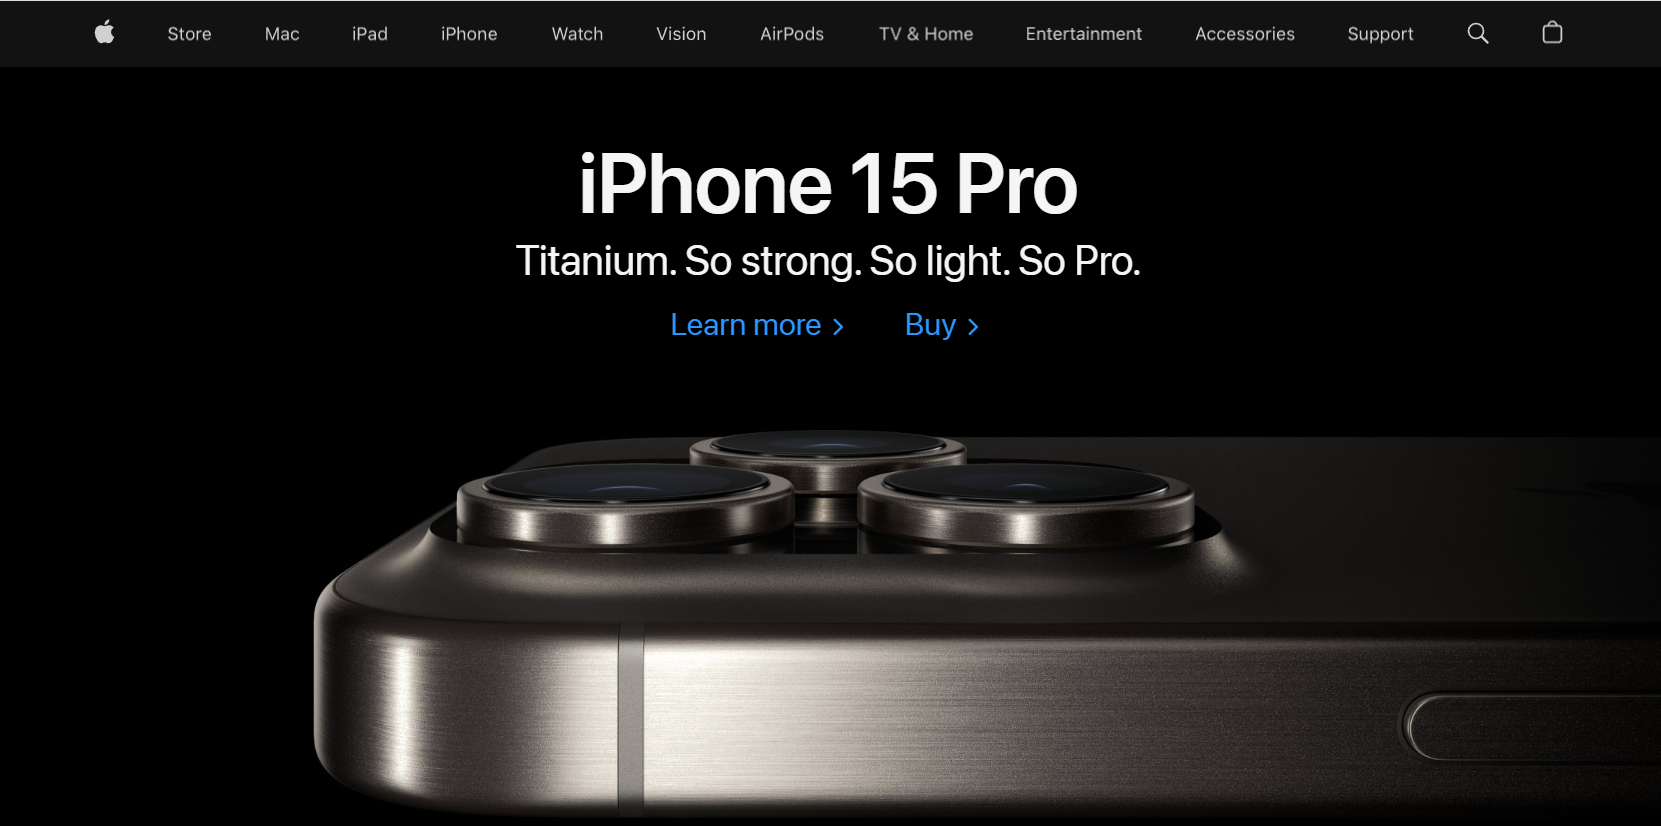 Store Mac iPad iPhone Watch Vision AirPods TV & Home Entertainment Accessories Support
iPhone 15 Pro
Titanium. So strong. So light. So Pro.
Learn more > Buy >